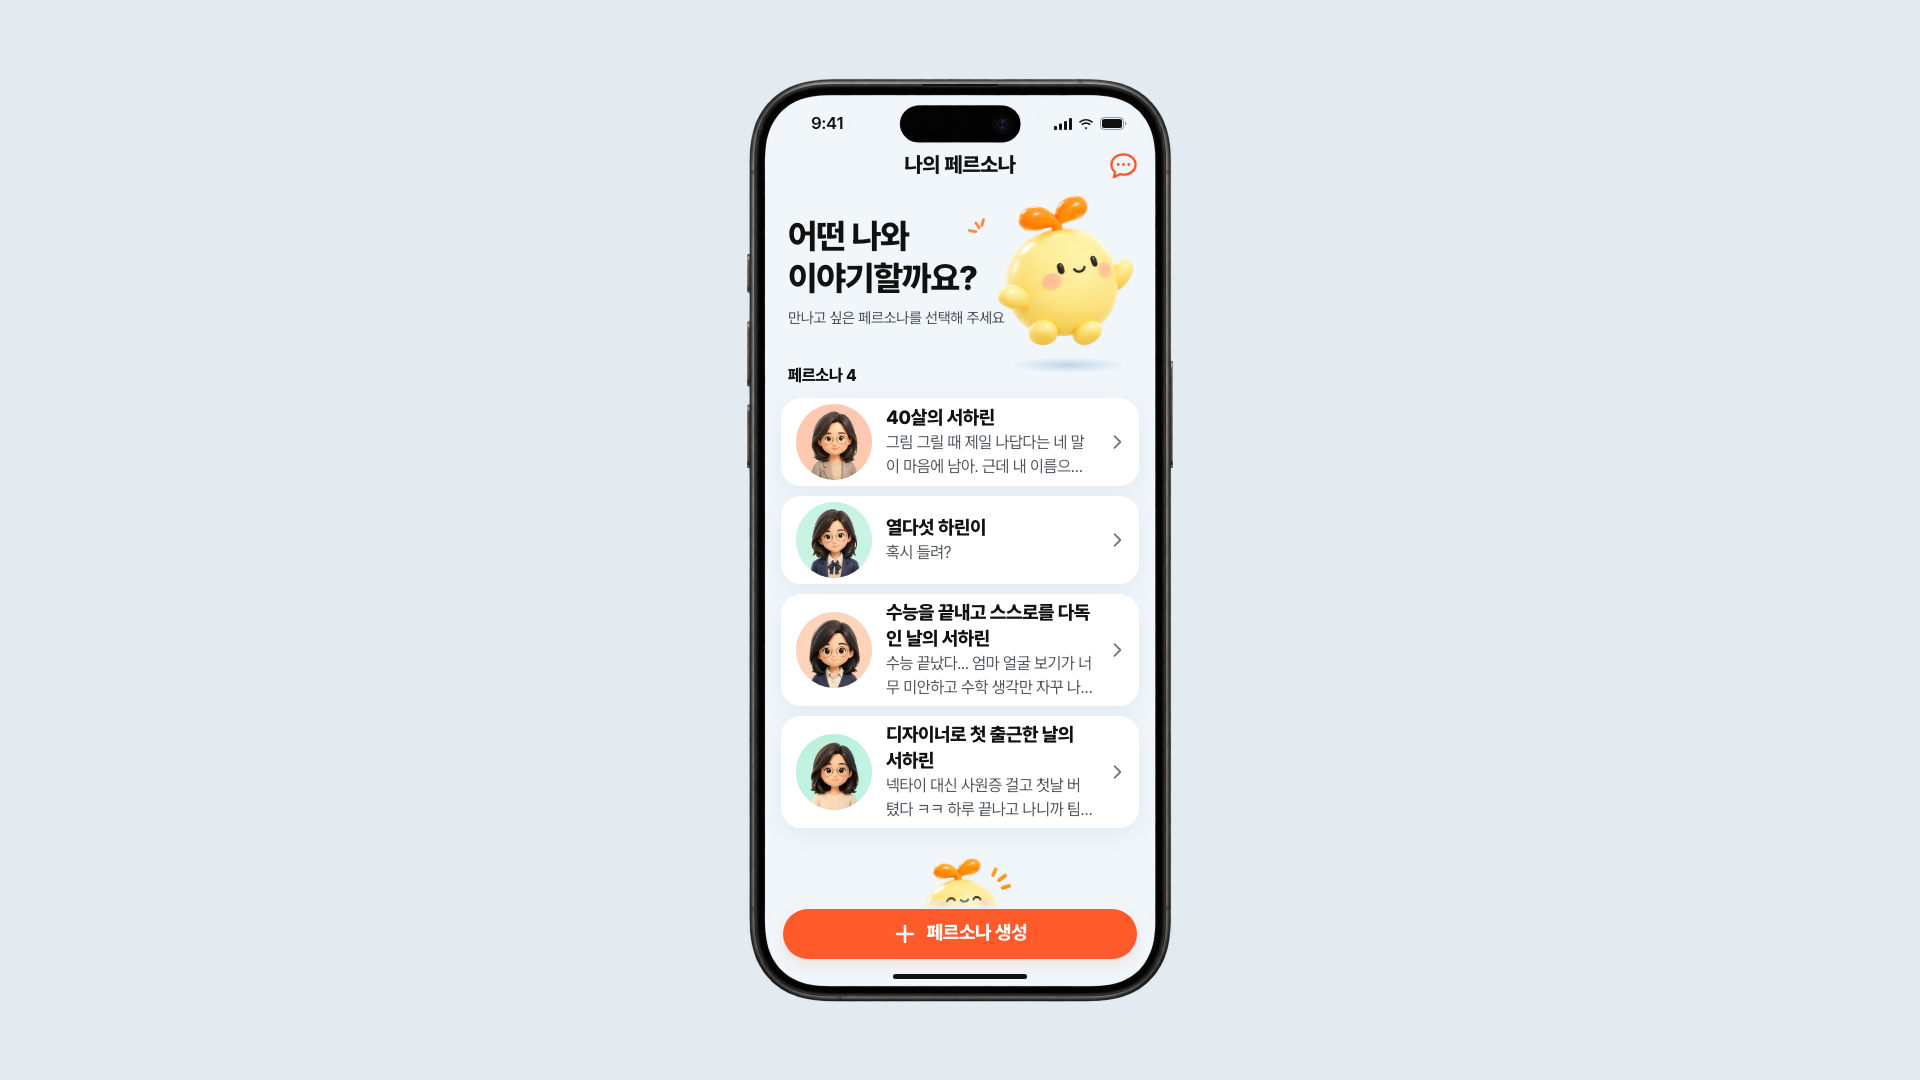 9:41
나의 페르소나
어떤 나와
이야기할까요?
만나고 싶은 페르소나를 선택해 주세요
페르소나 4
40살의 서하린
그림 그릴 때 제일 나답다는 네 말
이 마음에 남아. 근데 내 이름으...
열다섯 하린이
혹시 들려?
수능을 끝내고 스스로를 다독
인 날의 서하린
수능 끝났다... 엄마 얼굴 보기가 너
무 미안하고 수학 생각만 자꾸 나...
디자이너로 첫 출근한 날의
서하린
넥타이 대신 사원증 걸고 첫날 버
텼다 ㅋㅋ 하루 끝나고 나니까 팀...
페르소나 생성